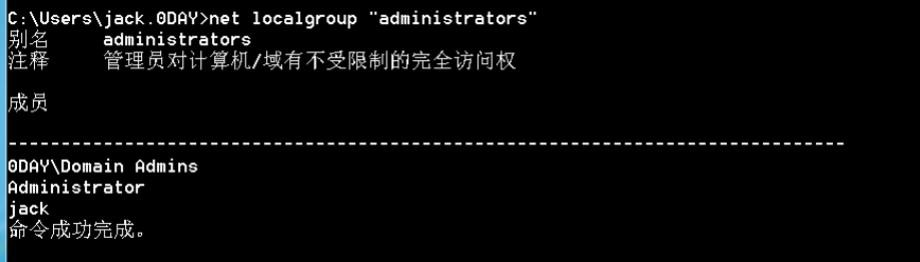 C:\Users\jack.0DAY>net localgroup "administrators"
别名     administrators
注释     管理员对计算机/域有不受限制的完全访问权
成员
-------------------------------------------------------------------------------
0DAY\Domain Admins
Administrator
jack
命令成功完成。